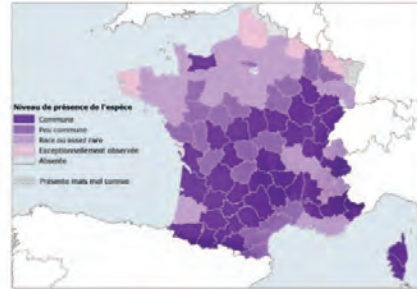 Niveau de présence de l'espèce
Commune
Peu commune
Rare ou assez rare
Exceptionnellement observée
Absente
Présente mais mal connue